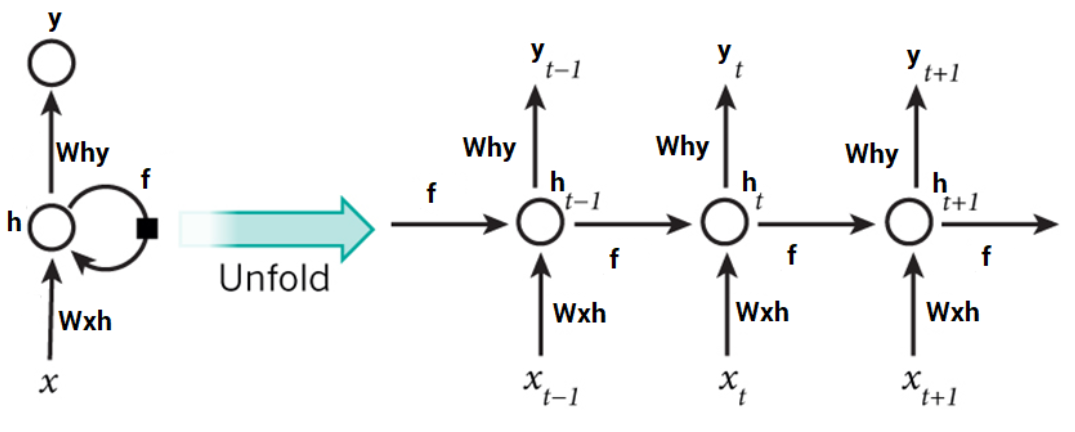 y
Why
f
h
Wxh
x
Unfold
y t−1
y t
y t+1
Why
Why
Why
f
h t−1
h t
h t+1
f
f
f
Wxh
Wxh
Wxh
x t−1
x t
x t+1